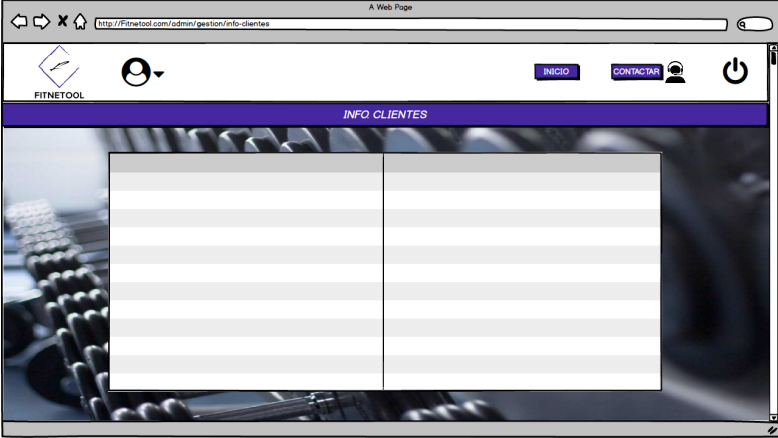 A Web Page
http://Fitnetool.com/admin/gestion/info-clientes
INICIO
CONTACTAR
FITNETOOL
INFO CLIENTES